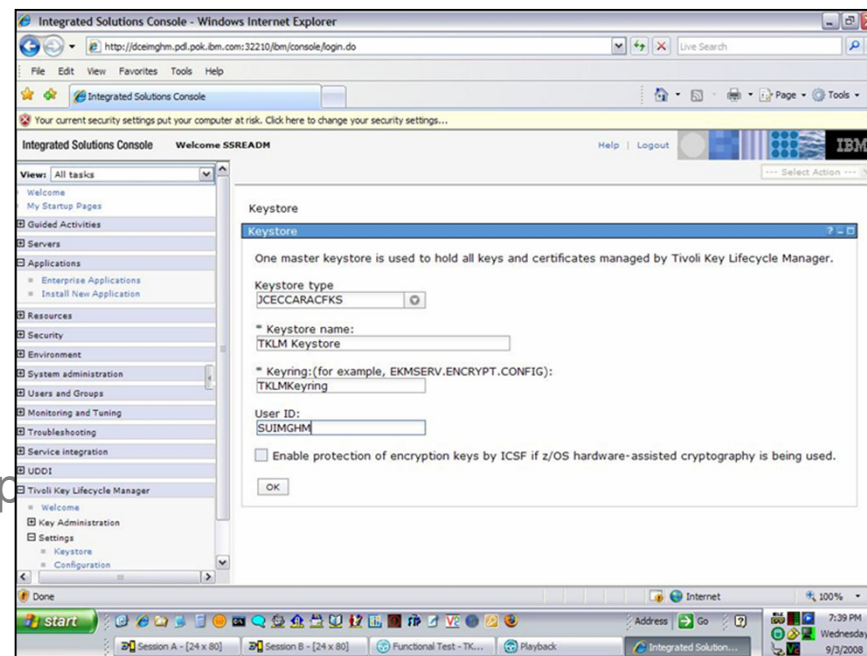 Integrated Solutions Console - Windows Internet Explorer
http://dceimghm.pdl.pok.ibm.com:32210/ibm/console/login.do
Live Search
File Edit View Favorites Tools Help
Integrated Solutions Console
Page Tools
Your current security settings put your computer at risk. Click here to change your security settings...
Integrated Solutions Console Welcome SSREADM
Help | Logout
IBM
View: All tasks
--- Select Action ---
Welcome
My Startup Pages
Guided Activities
Servers
Applications
Enterprise Applications
Install New Application
Resources
Security
Environment
System administration
Users and Groups
Monitoring and Tuning
Troubleshooting
Service integration
UDDI
Tivoli Key Lifecycle Manager
Welcome
Key Administration
Settings
Keystore
Configuration
Keystore
Keystore
One master keystore is used to hold all keys and certificates managed by Tivoli Key Lifecycle Manager.
Keystore type
JCECCARACFKS
* Keystore name:
TKLM Keystore
* Keyring:(for example, EKMSERV.ENCRYPT.CONFIG):
TKLMKeyring
User ID:
SUIMGHM
Enable protection of encryption keys by ICSF if z/OS hardware-assisted cryptography is being used.
OK
p
Done
Internet
100%
start
Address Go
7:39 PM
Wednesday
9/3/2008
Session A - [24 x 80]
Session B - [24 x 80]
Functional Test - TK...
Playback
Integrated Solution...